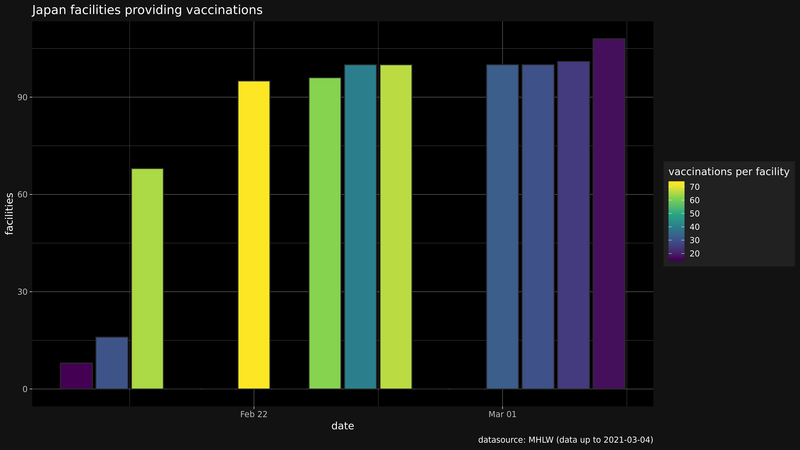 Japan facilities providing vaccinations
facilities
90
60
30
0
Feb 22
Mar 01
date
vaccinations per facility
70
60
50
40
30
20
datasource: MHLW (data up to 2021-03-04)